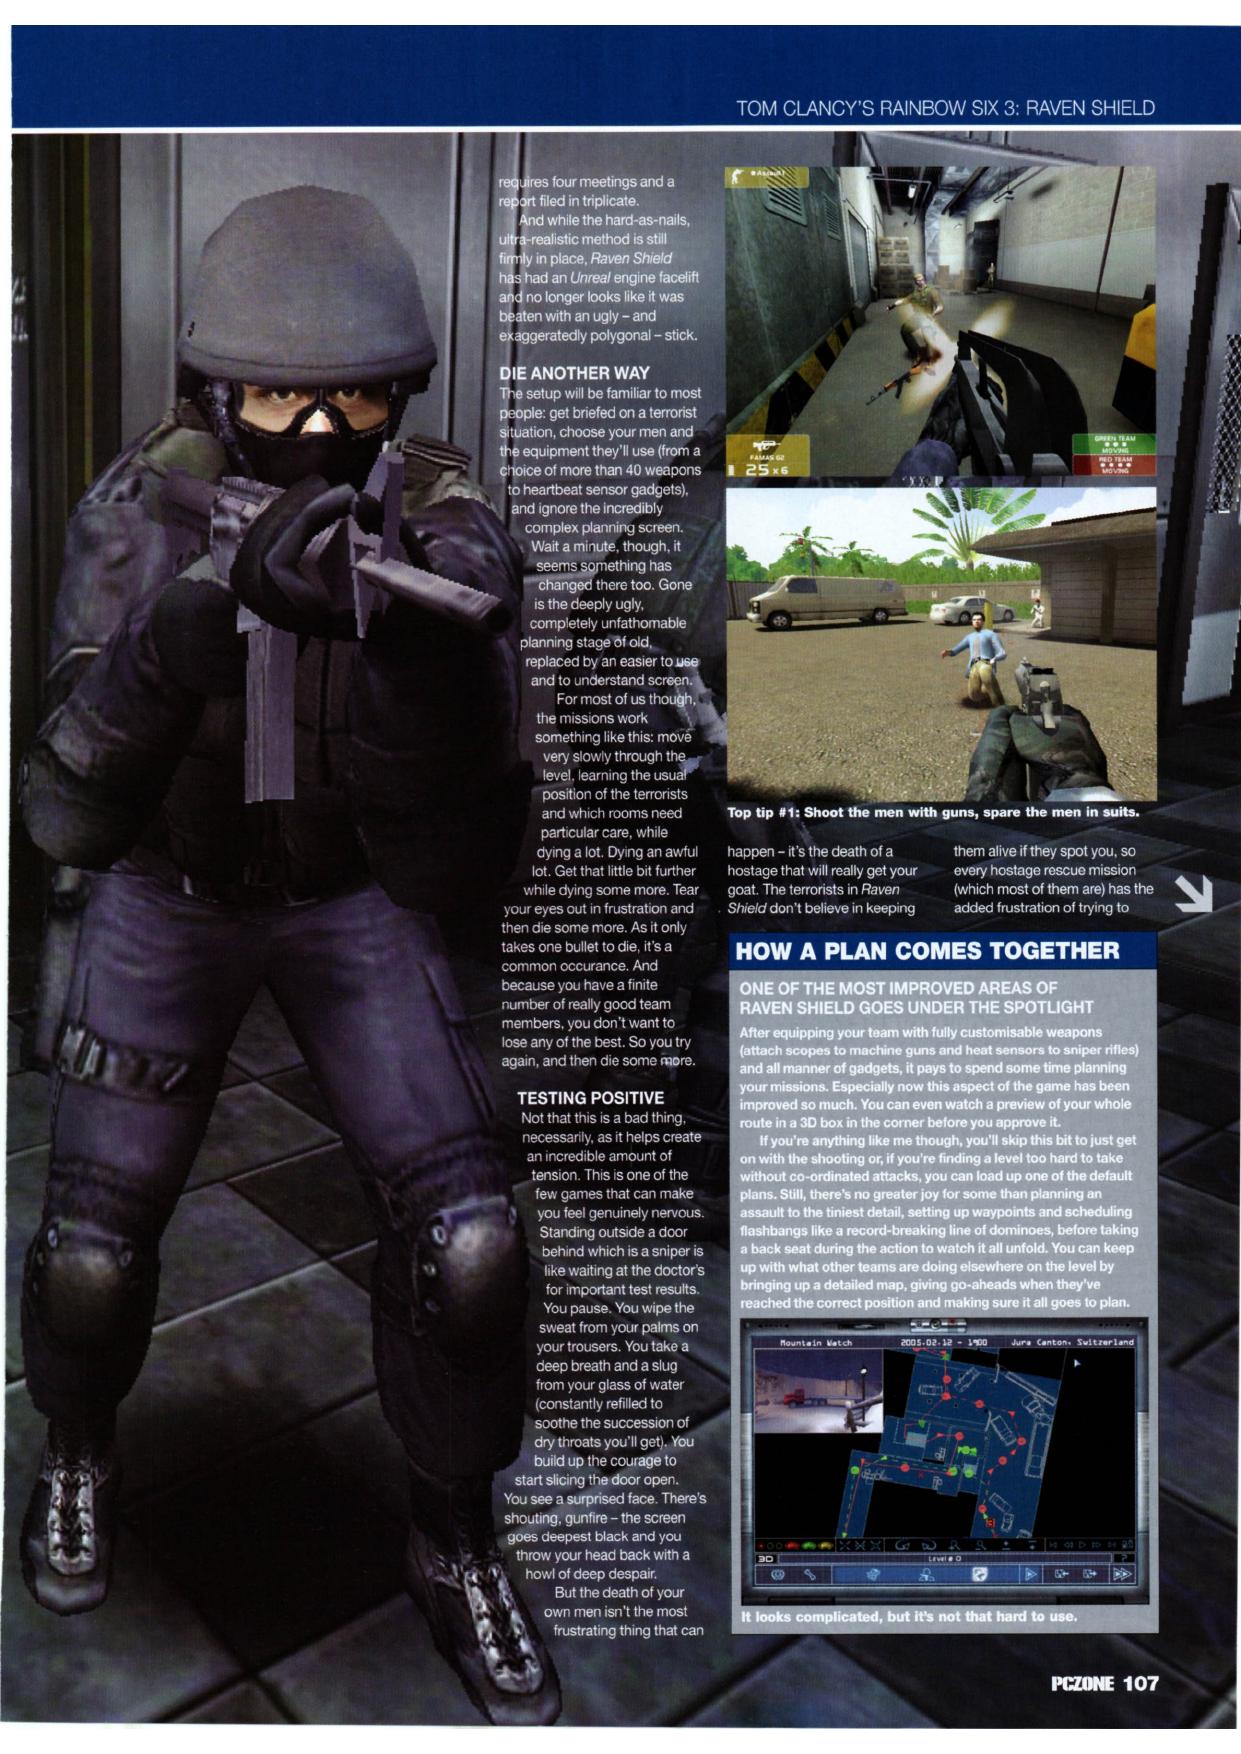 TOM CLANCY'S RAINBOW SIX 3: RAVEN SHIELD
requires four meetings and a
report filed in triplicate.
And while the hard-as-nails,
ultra-realistic method is still
firmly in place, Raven Shield
has had an Unreal engine facelift
and no longer looks like it was
beaten with an ugly – and
exaggeratedly polygonal – stick.
DIE ANOTHER WAY
The setup will be familiar to most
people: get briefed on a terrorist
situation, choose your men and
the equipment they'll use (from a
choice of more than 40 weapons
to heartbeat sensor gadgets),
and ignore the incredibly
complex planning screen.
Wait a minute, though, it
seems something has
changed there too. Gone
is the deeply ugly,
completely unfathomable
planning stage of old,
replaced by an easier to use
and to understand screen.
For most of us though,
the missions work
something like this: move
very slowly through the
level, learning the usual
position of the terrorists
and which rooms need
particular care, while
dying a lot. Dying an awful
lot. Get that little bit further
while dying some more. Tear
your eyes out in frustration and
then die some more. As it only
takes one bullet to die, it's a
common occurance. And
because you have a finite
number of really good team
members, you don't want to
lose any of the best. So you try
again, and then die some more.
TESTING POSITIVE
Not that this is a bad thing,
necessarily, as it helps create
an incredible amount of
tension. This is one of the
few games that can make
you feel genuinely nervous.
Standing outside a door
behind which is a sniper is
like waiting at the doctor's
for important test results.
You pause. You wipe the
sweat from your palms on
your trousers. You take a
deep breath and a slug
from your glass of water
(constantly refilled to
soothe the succession of
dry throats you'll get). You
build up the courage to
start slicing the door open.
You see a surprised face. There's
shouting, gunfire – the screen
goes deepest black and you
throw your head back with a
howl of deep despair.
But the death of your
own men isn't the most
frustrating thing that can
Assault
FAMAS G2
25 x 6
GREEN TEAM
MOVING
RED TEAM
MOVING
Top tip #1: Shoot the men with guns, spare the men in suits.
happen – it's the death of a
hostage that will really get your
goat. The terrorists in Raven
Shield don't believe in keeping
them alive if they spot you, so
every hostage rescue mission
(which most of them are) has the
added frustration of trying to
HOW A PLAN COMES TOGETHER
ONE OF THE MOST IMPROVED AREAS OF
RAVEN SHIELD GOES UNDER THE SPOTLIGHT
After equipping your team with fully customisable weapons
(attach scopes to machine guns and heat sensors to sniper rifles)
and all manner of gadgets, it pays to spend some time planning
your missions. Especially now this aspect of the game has been
improved so much. You can even watch a preview of your whole
route in a 3D box in the corner before you approve it.
If you're anything like me though, you'll skip this bit to just get
on with the shooting or, if you're finding a level too hard to take
without co-ordinated attacks, you can load up one of the default
plans. Still, there's no greater joy for some than planning an
assault to the tiniest detail, setting up waypoints and scheduling
flashbangs like a record-breaking line of dominoes, before taking
a back seat during the action to watch it all unfold. You can keep
up with what other teams are doing elsewhere on the level by
bringing up a detailed map, giving go-aheads when they've
reached the correct position and making sure it all goes to plan.
Mountain Watch
2005.02.12 - 1900
Jura Canton, Switzerland
3D
Level # 0
?
It looks complicated, but it's not that hard to use.
PCZONE 107